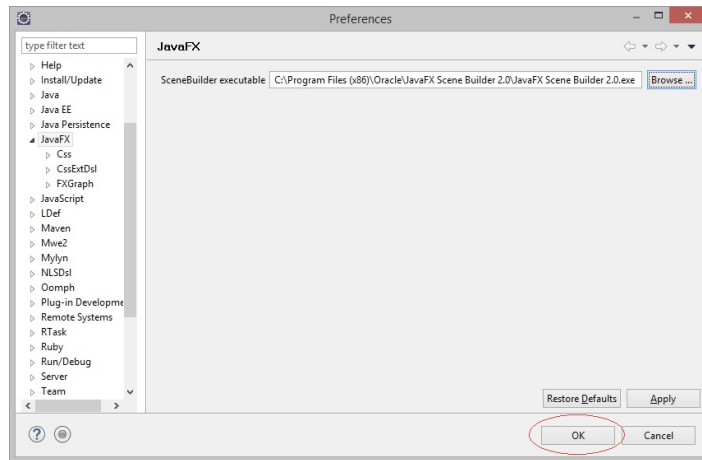 Preferences
type filter text
JavaFX
Help
Install/Update
Java
Java EE
Java Persistence
JavaFX
Css
CssExtDsl
FXGraph
JavaScript
LDef
Maven
Mwe2
Mylyn
NLSDsl
Oomph
Plug-in Developme
Remote Systems
RTask
Ruby
Run/Debug
Server
Team
SceneBuilder executable C:\Program Files (x86)\Oracle\JavaFX Scene Builder 2.0\JavaFX Scene Builder 2.0.exe Browse ...
Restore Defaults Apply
OK Cancel